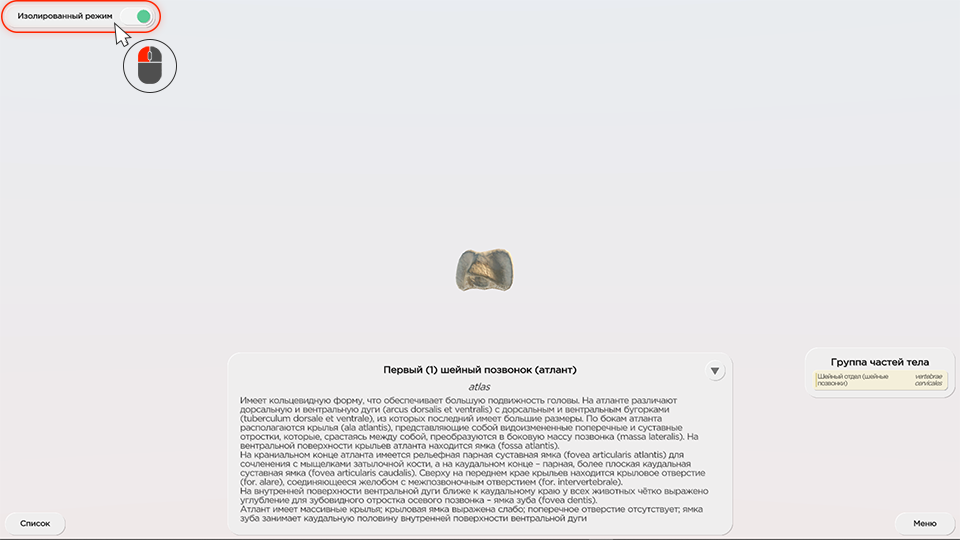 Изолированный режим
Первый (1) шейный позвонок (атлант)
atlas
Имеет кольцевидную форму, что обеспечивает большую подвижность головы. На атланте различают
дорсальную и вентральную дуги (arcus dorsalis et ventralis) с дорсальным и вентральным бугорками
(tuberculum dorsale et ventrale), из которых последний имеет большие размеры. По бокам атланта
располагаются крылья (ala atlantis), представляющие собой видоизмененные поперечные и суставные
отростки, которые, срастаясь между собой, преобразуются в боковую массу позвонка (massa lateralis). На
вентральной поверхности крыльев атланта находится ямка (fossa atlantis).
На краниальном конце атланта имеется рельефная парная суставная ямка (fovea articularis atlantis) для
сочленения с мыщелками затылочной кости, а на каудальном конце – парная, более плоская каудальная
суставная ямка (fovea articularis caudalis). Сверху на переднем крае крыльев находится крыловое отверстие
(for. alare), соединяющееся желобом с межпозвоночным отверстием (for. intervertebrale).
На внутренней поверхности вентральной дуги ближе к каудальному краю у всех животных чётко выражено
углубление для зубовидного отростка осевого позвонка – ямка зуба (fovea dentis).
Атлант имеет массивные крылья; крыловая ямка выражена слабо; поперечное отверстие отсутствует; ямка
зуба занимает каудальную половину внутренней поверхности вентральной дуги
Группа частей тела
Шейный отдел (шейные vertebrae
позвонки) cervicales
Список
Меню